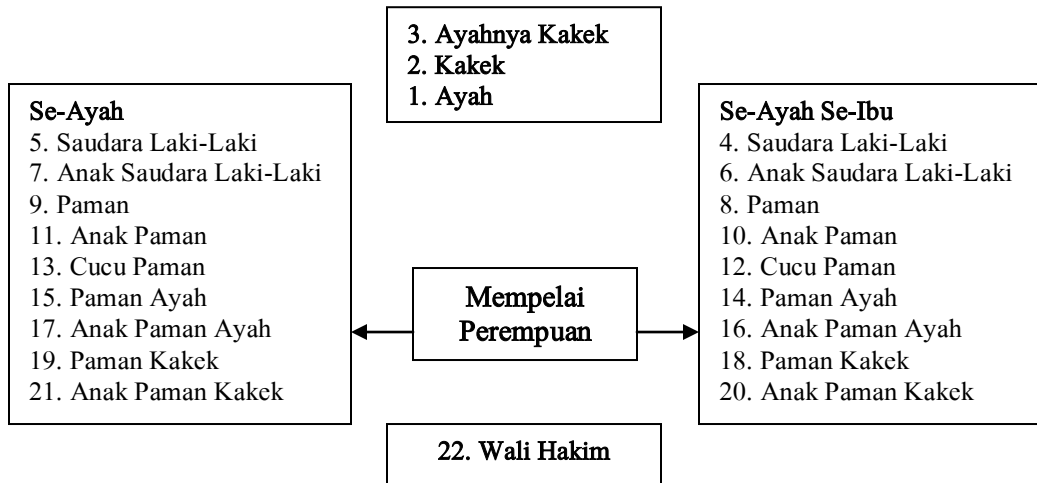 3. Ayahnya Kakek
2. Kakek
1. Ayah
Se-Ayah
5. Saudara Laki-Laki
7. Anak Saudara Laki-Laki
9. Paman
11. Anak Paman
13. Cucu Paman
15. Paman Ayah
17. Anak Paman Ayah
19. Paman Kakek
21. Anak Paman Kakek
Mempelai
Perempuan
Se-Ayah Se-Ibu
4. Saudara Laki-Laki
6. Anak Saudara Laki-Laki
8. Paman
10. Anak Paman
12. Cucu Paman
14. Paman Ayah
16. Anak Paman Ayah
18. Paman Kakek
20. Anak Paman Kakek
22. Wali Hakim